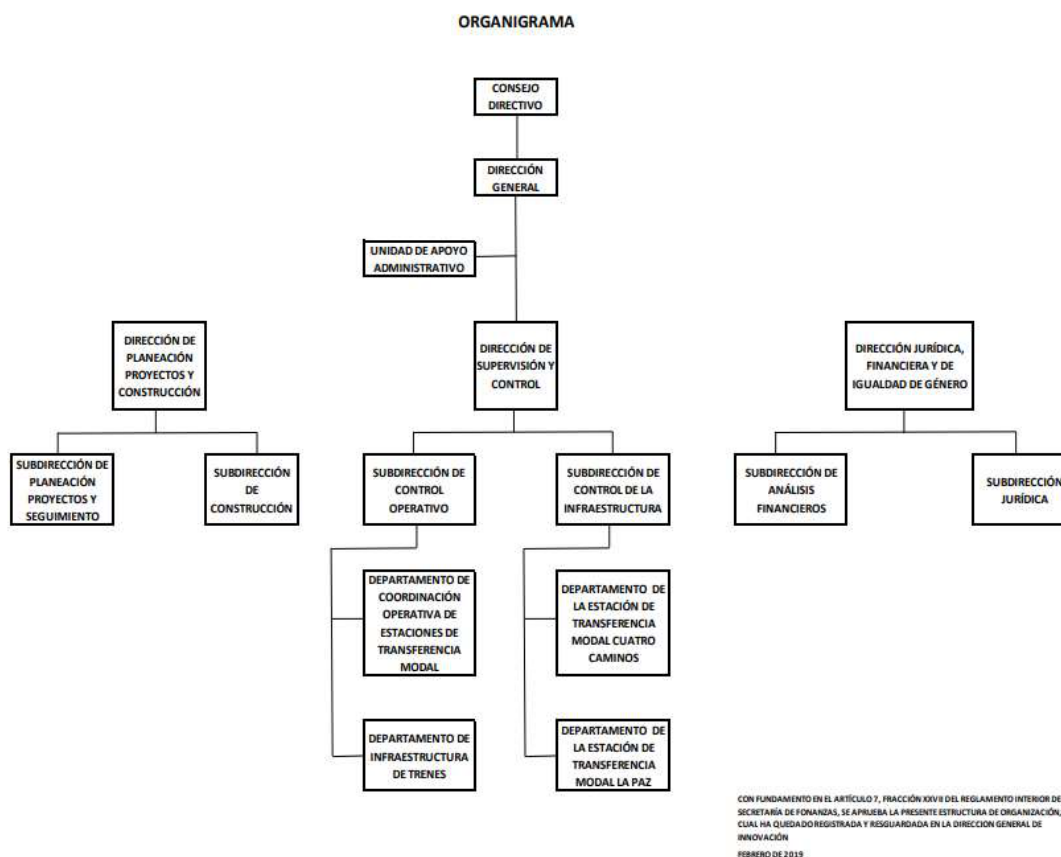 ORGANIGRAMA
CONSEJO
DIRECTIVO
DIRECCIÓN
GENERAL
UNIDAD DE APOYO
ADMINISTRATIVO
DIRECCIÓN DE
PLANEACIÓN
PROYECTOS Y
CONSTRUCCIÓN
DIRECCIÓN DE
SUPERVISIÓN Y
CONTROL
DIRECCIÓN JURÍDICA,
FINANCIERA Y DE
IGUALDAD DE GÉNERO
SUBDIRECCIÓN DE
PLANEACIÓN
PROYECTOS Y
SEGUIMIENTO
SUBDIRECCIÓN
DE
CONSTRUCCIÓN
SUBDIRECCIÓN DE
CONTROL
OPERATIVO
SUBDIRECCIÓN DE
CONTROL DE LA
INFRAESTRUCTURA
SUBDIRECCIÓN DE
ANÁLISIS
FINANCIEROS
SUBDIRECCIÓN
JURÍDICA
DEPARTAMENTO DE
COORDINACIÓN
OPERATIVA DE
ESTACIONES DE
TRANSFERENCIA
MODAL
DEPARTAMENTO DE
LA ESTACIÓN DE
TRANSFERENCIA
MODAL CUATRO
CAMINOS
DEPARTAMENTO DE
INFRAESTRUCTURA
DE TRENES
DEPARTAMENTO DE
LA ESTACIÓN DE
TRANSFERENCIA
MODAL LA PAZ
CON FUNDAMENTO EN EL ARTÍCULO 7, FRACCIÓN XXVII DEL REGLAMENTO INTERIOR DE
SECRETARÍA DE FONANZAS, SE APRUEBA LA PRESENTE ESTRUCTURA DE ORGANIZACIÓN,
CUAL HA QUEDADO REGISTRADA Y RESGUARDADA EN LA DIRECCION GENERAL DE
INNOVACIÓN
FEBRERO DE 2019